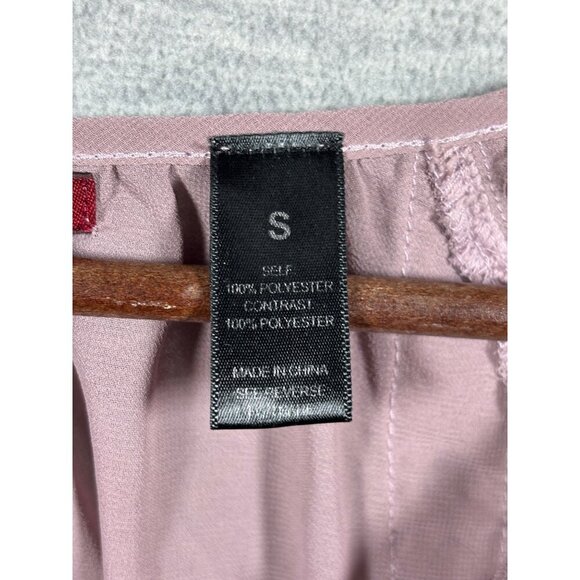 S
SELF
100% POLYESTER
CONTRAST
100% POLYESTER
MADE IN CHINA
SEE REVERSE